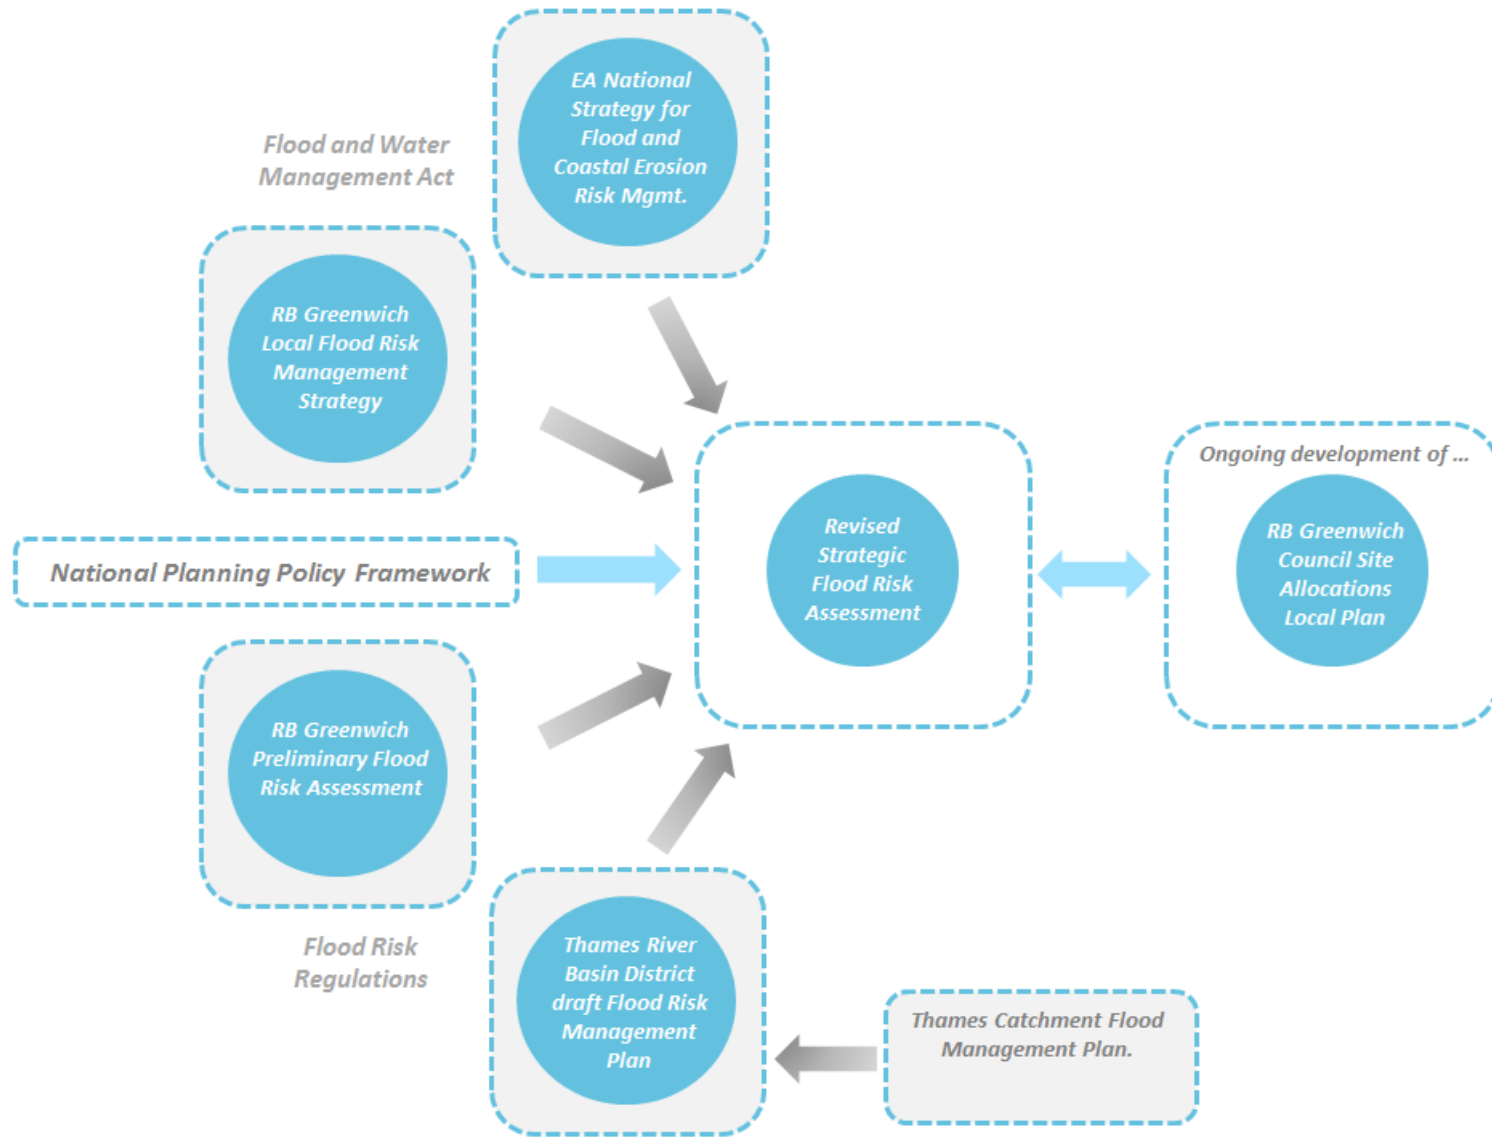 EA National
Strategy for
Flood and
Coastal Erosion
Risk Mgmt.
Flood and Water
Management Act
RB Greenwich
Local Flood Risk
Management
Strategy
National Planning Policy Framework
Revised
Strategic
Flood Risk
Assessment
Ongoing development of ...
RB Greenwich
Council Site
Allocations
Local Plan
RB Greenwich
Preliminary Flood
Risk Assessment
Flood Risk
Regulations
Thames River
Basin District
draft Flood Risk
Management
Plan
Thames Catchment Flood
Management Plan.